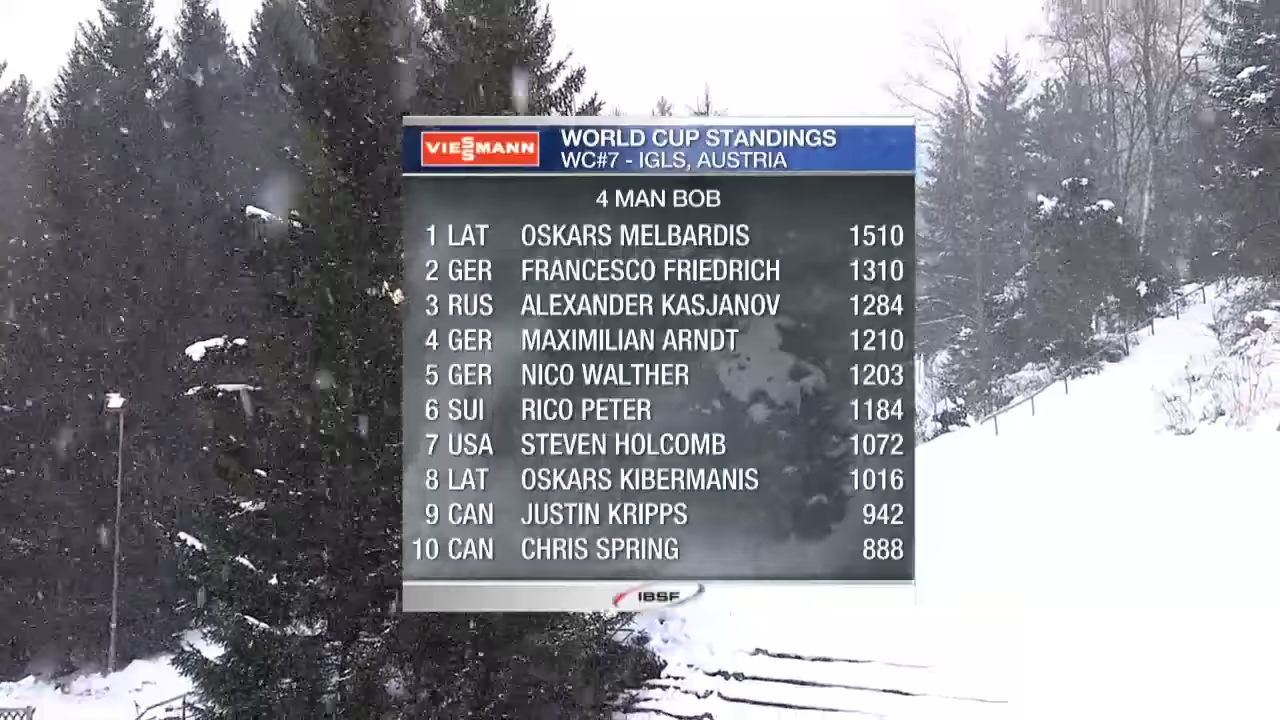 VIESSMANN
WORLD CUP STANDINGS
WC#7 - IGLS, AUSTRIA
4 MAN BOB
1 LAT OSKARS MELBARDIS 1510
2 GER FRANCESCO FRIEDRICH 1310
3 RUS ALEXANDER KASJANOV 1284
4 GER MAXIMILIAN ARNDT 1210
5 GER NICO WALTHER 1203
6 SUI RICO PETER 1184
7 USA STEVEN HOLCOMB 1072
8 LAT OSKARS KIBERMANIS 1016
9 CAN JUSTIN KRIPPS 942
10 CAN CHRIS SPRING 888
IBSF